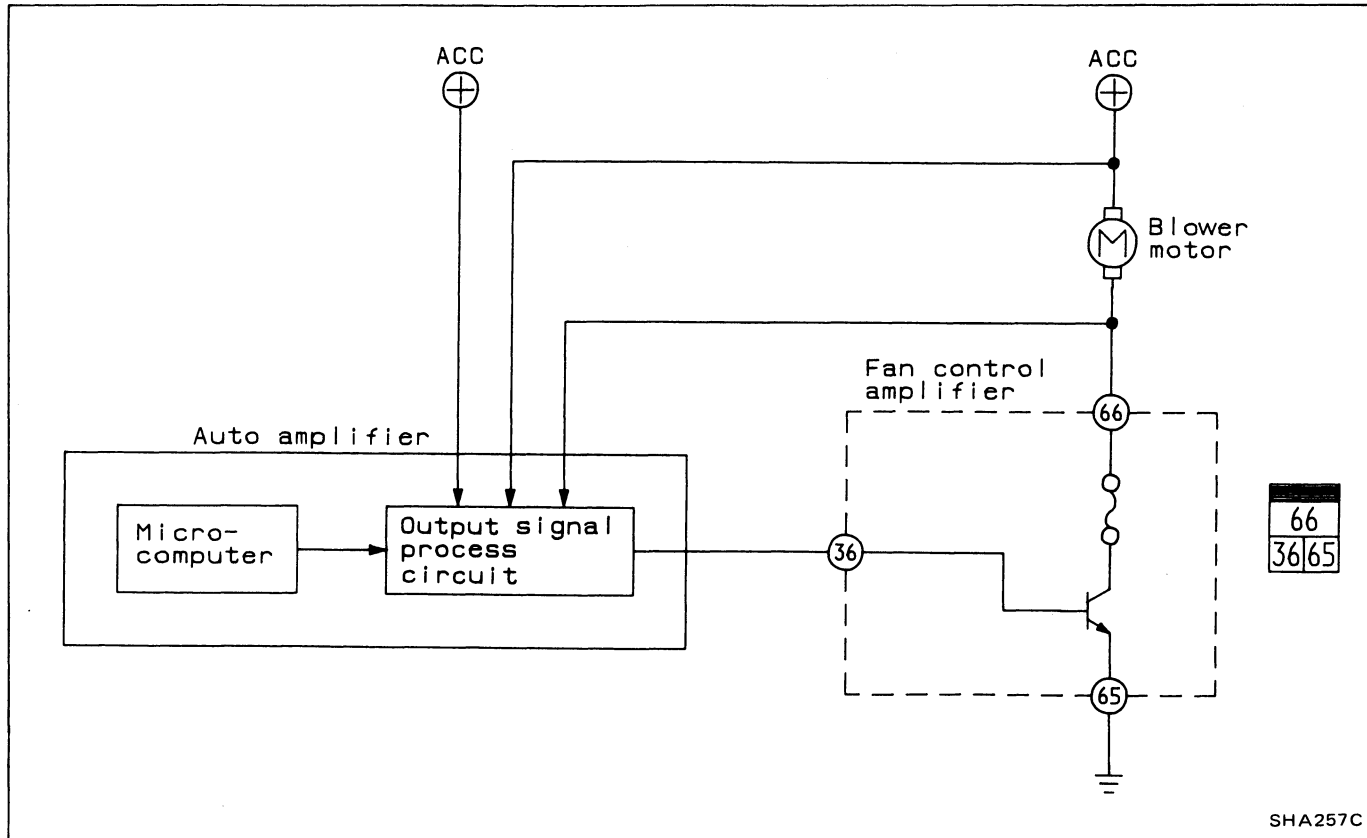 ACC
ACC
Blower
motor
Fan control
amplifier
66
Auto amplifier
Micro-
computer
Output signal
process
circuit
36
65
66
36 65
SHA257C